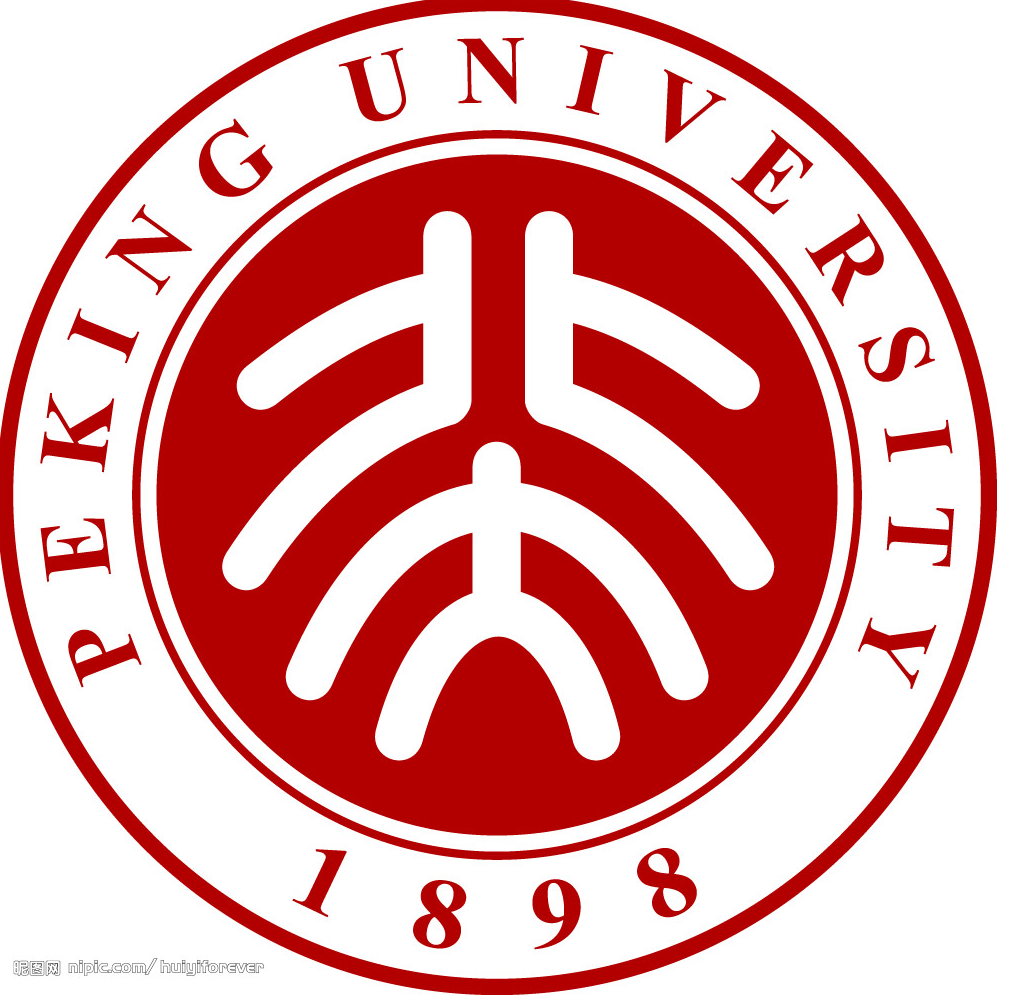 PEKING UNIVERSITY
北大
1898
昵图网 nipic.com/huiyiforever